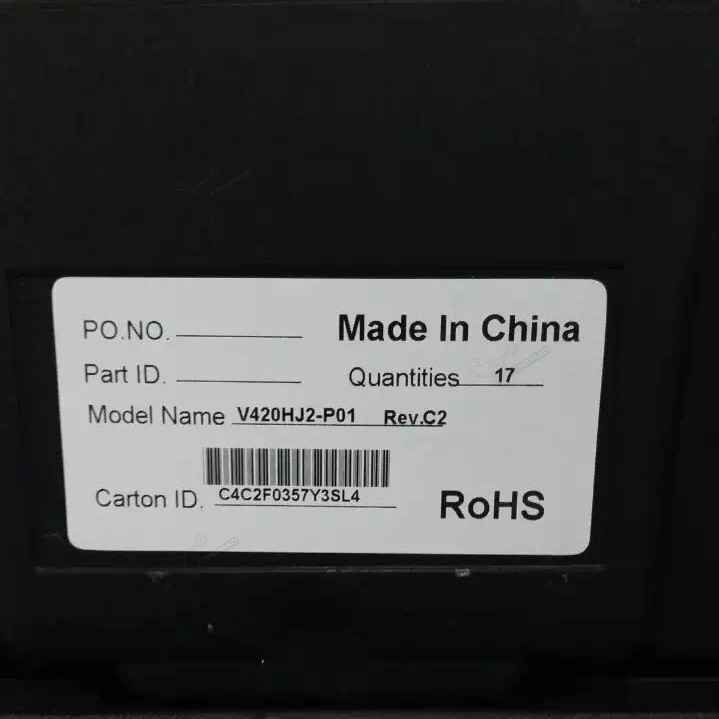 PO.NO.
Made In China
Part ID.
Quantities 17
Model Name V420HJ2-P01 Rev.C2
Carton ID. C4C2F0357Y3SL4
RoHS